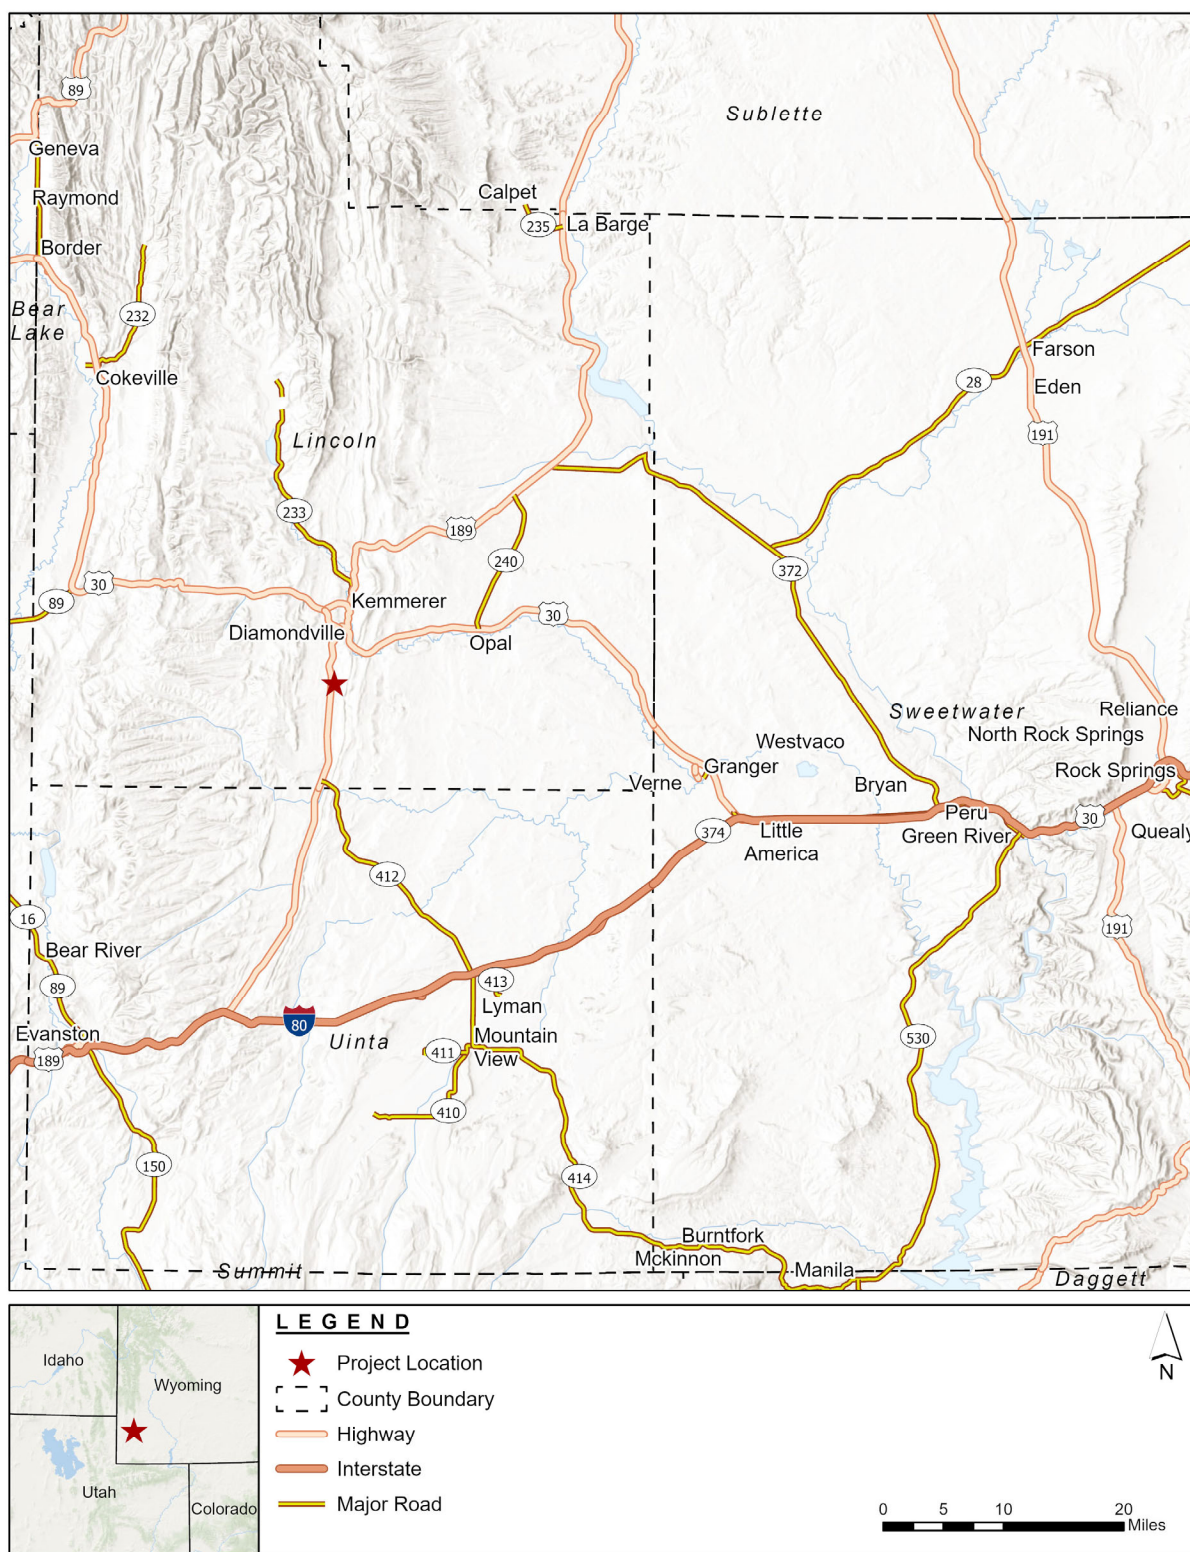 89
Sublette
Geneva
Calpet
Raymond
235
La Barge
Border
Bear
Lake
232
Farson
Cokeville
28
Eden
Lincoln
191
233
189
240
372
30
89
Kemmerer
30
Diamondville
Opal
Sweetwater
Reliance
North Rock Springs
Westvaco
Granger
Rock Springs
Verne
Bryan
Peru
30
374
Little
America
Green River
Quealy
412
16
191
Bear River
413
89
Lyman
80
Evanston
Uinta
Mountain
View
530
189
411
410
150
414
Burntfork
Mckinnon
Manila
Summit
Daggett
LEGEND
Project Location
County Boundary
Highway
Interstate
Major Road
Idaho
Wyoming
Utah
Colorado
N
0 5 10 20
Miles